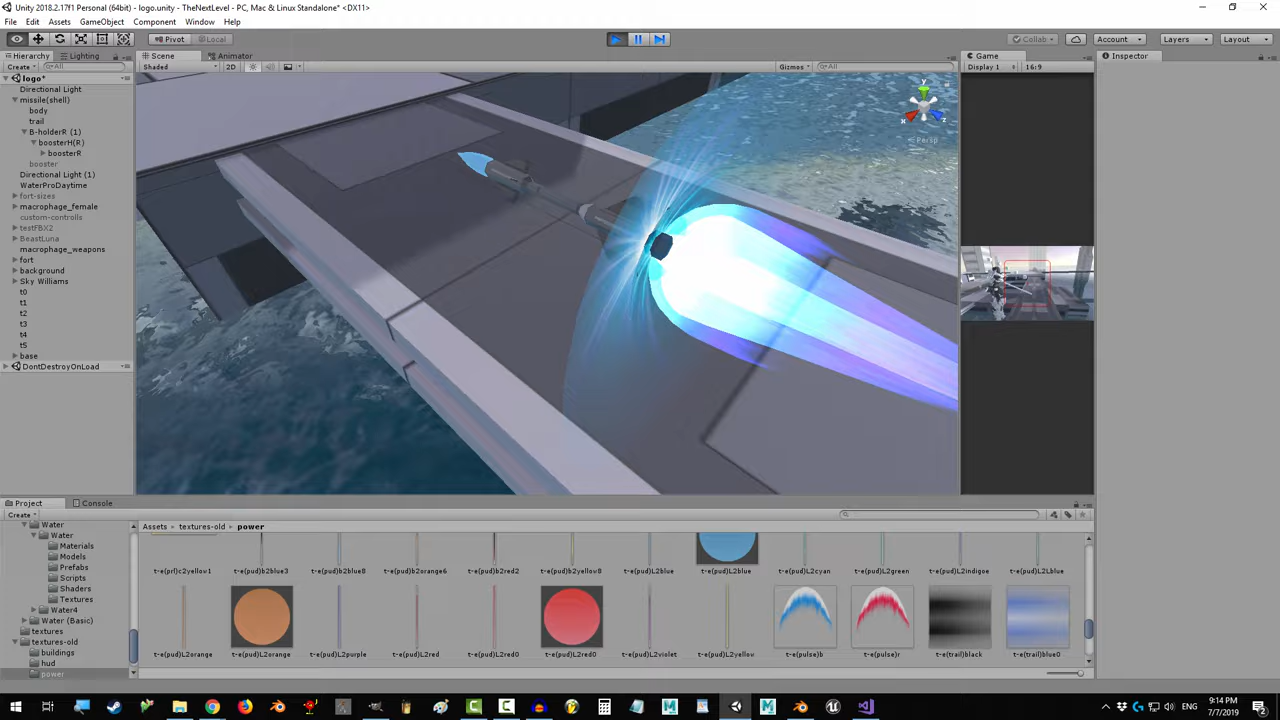 Unity 2018.2.17f1 Personal (64bit) - logo.unity - TheNextLevel - PC, Mac & Linux Standalone* <DX11>
File Edit Assets GameObject Component Window Help
Pivot Local
Collab Account Layers Layout
Hierarchy Lighting
Create All
logo*
Directional Light
missile(shell)
body
trail
B-holderR (1)
boosterH(R)
boosterR
booster
Directional Light (1)
WaterProDaytime
fort-sizes
macrophage_female
custom-controlls
testFBX2
BeastLuna
macrophage_weapons
fort
background
Sky Williams
t0
t1
t2
t3
t4
t5
base
DontDestroyOnLoad
Scene Animator
Shaded 2D Gizmos All
y
x
z
Persp
Game
Display 1 16:9
Inspector
Project Console
Create
Water
Water
Materials
Models
Prefabs
Scripts
Shaders
Textures
Water4
Water (Basic)
textures
textures-old
buildings
hud
power
Assets textures-old power
t-e(prl)c2yellow1 t-e(pud)b2blue3 t-e(pud)b2blue8 t-e(pud)b2orange6 t-e(pud)b2red2 t-e(pud)b2yellow8 t-e(pud)L2blue t-e(pud)L2blue t-e(pud)L2cyan t-e(pud)L2green t-e(pud)L2indigoe t-e(pud)L2Lblue
t-e(pud)L2orange t-e(pud)L2orange t-e(pud)L2purple t-e(pud)L2red t-e(pud)L2red0 t-e(pud)L2red0 t-e(pud)L2violet t-e(pud)L2yellow t-e(pulse)b t-e(pulse)r t-e(trail)black t-e(trail)blue0
ENG
9:14 PM
7/7/2019